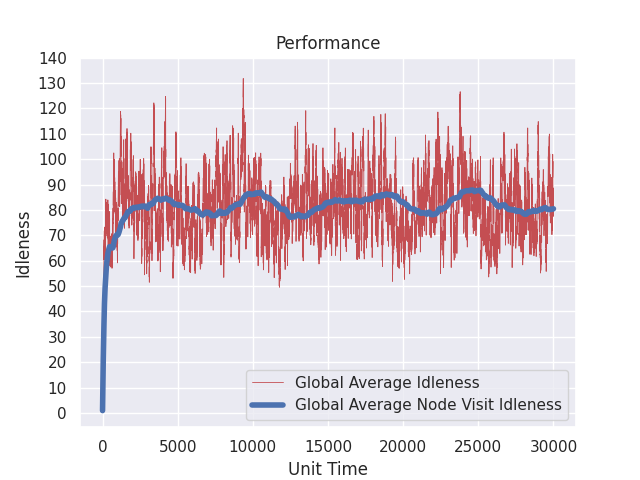 Performance
140
130
120
110
100
90
80
70
60
50
40
30
20
10
0
Idleness
Global Average Idleness
Global Average Node Visit Idleness
0 5000 10000 15000 20000 25000 30000
Unit Time